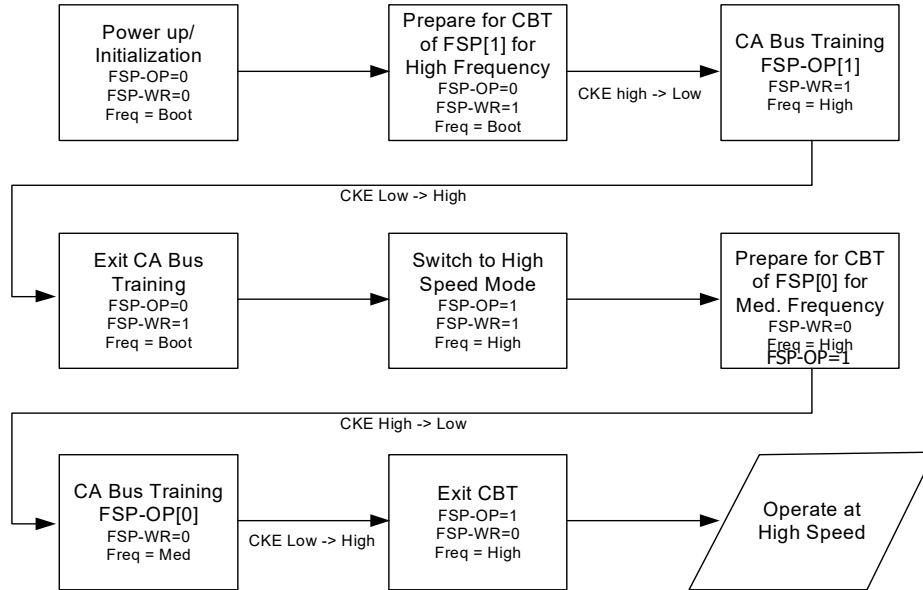 Power up/
Initialization
FSP-OP=0
FSP-WR=0
Freq = Boot
Prepare for CBT
of FSP[1] for
High Frequency
FSP-OP=0
FSP-WR=1
Freq = Boot
CKE high -> Low
CA Bus Training
FSP-OP[1]
FSP-WR=1
Freq = High
CKE Low -> High
Exit CA Bus
Training
FSP-OP=0
FSP-WR=1
Freq = Boot
Switch to High
Speed Mode
FSP-OP=1
FSP-WR=1
Freq = High
Prepare for CBT
of FSP[0] for
Med. Frequency
FSP-WR=0
Freq = High
FSP-OP=1
CKE High -> Low
CA Bus Training
FSP-OP[0]
FSP-WR=0
Freq = Med
CKE Low -> High
Exit CBT
FSP-OP=1
FSP-WR=0
Freq = High
Operate at
High Speed